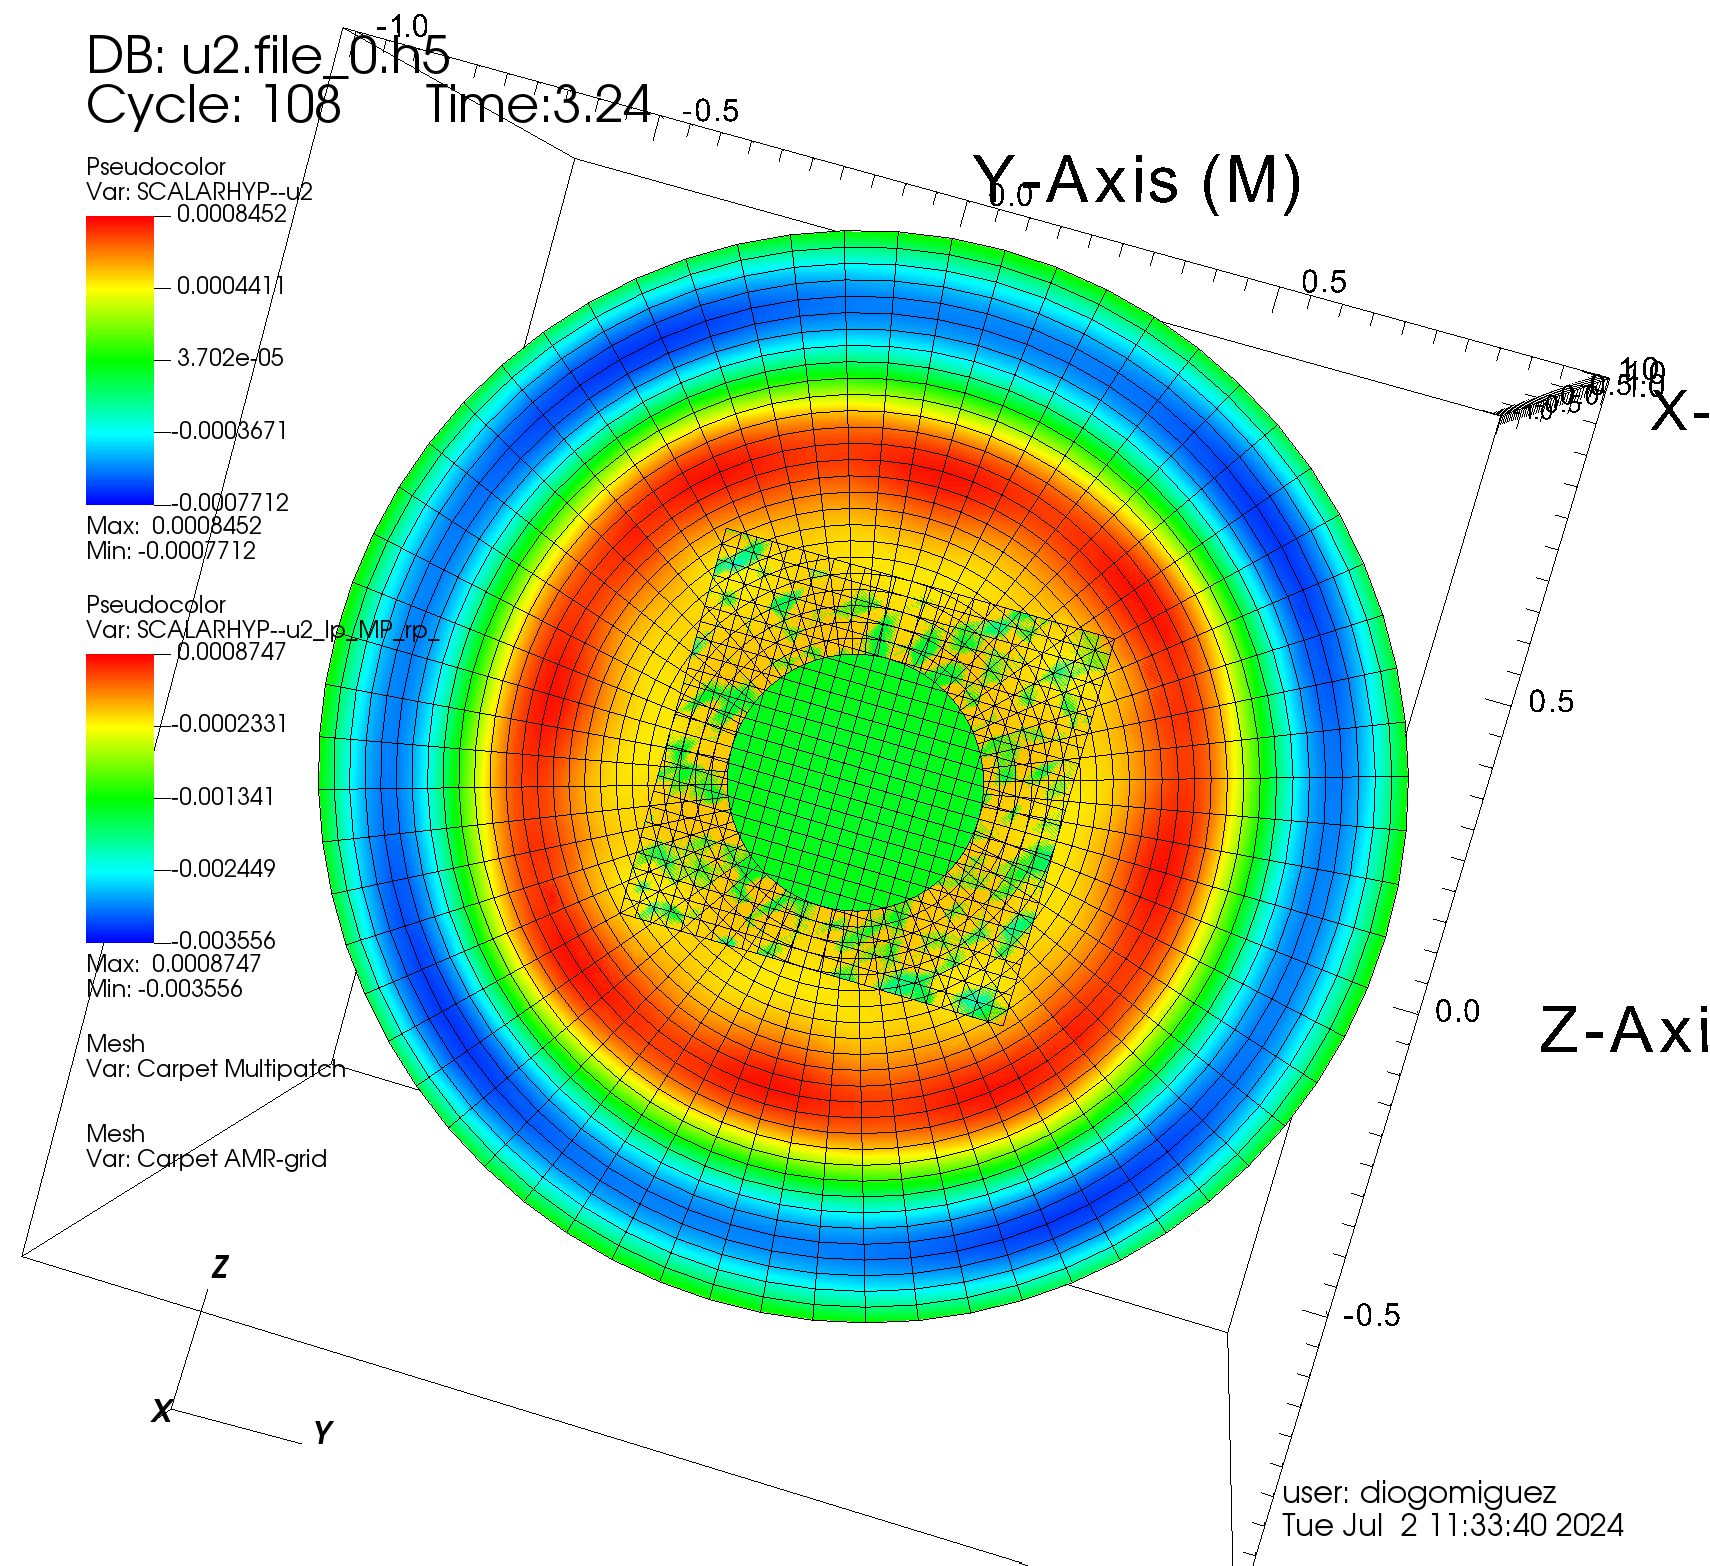 DB: u2.file_0.h5
Cycle: 108 Time:3.24
Pseudocolor
Var: SCALARHYP--u2
0.0008452
0.0004411
3.702e-05
-0.0003671
-0.0007712
Max: 0.0008452
Min: -0.0007712
Pseudocolor
Var: SCALARHYP--u2_lp_MP_rp_
0.0008747
-0.0002331
-0.001341
-0.002449
-0.003556
Max: 0.0008747
Min: -0.003556
Mesh
Var: Carpet Multipatch
Mesh
Var: Carpet AMR-grid
-1.0
-0.5
0.0
Y-Axis (M)
0.5
1.0
X-
0.5
0.0
Z-Axi
-0.5
Z
X
Y
user: diogomiguez
Tue Jul 2 11:33:40 2024